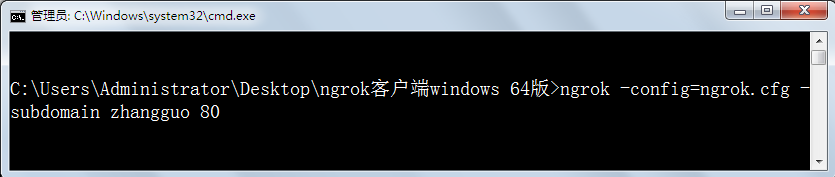 管理员: C:\Windows\system32\cmd.exe
C:\Users\Administrator\Desktop\ngrok客户端windows 64版>ngrok -config=ngrok.cfg -
subdomain zhangguo 80